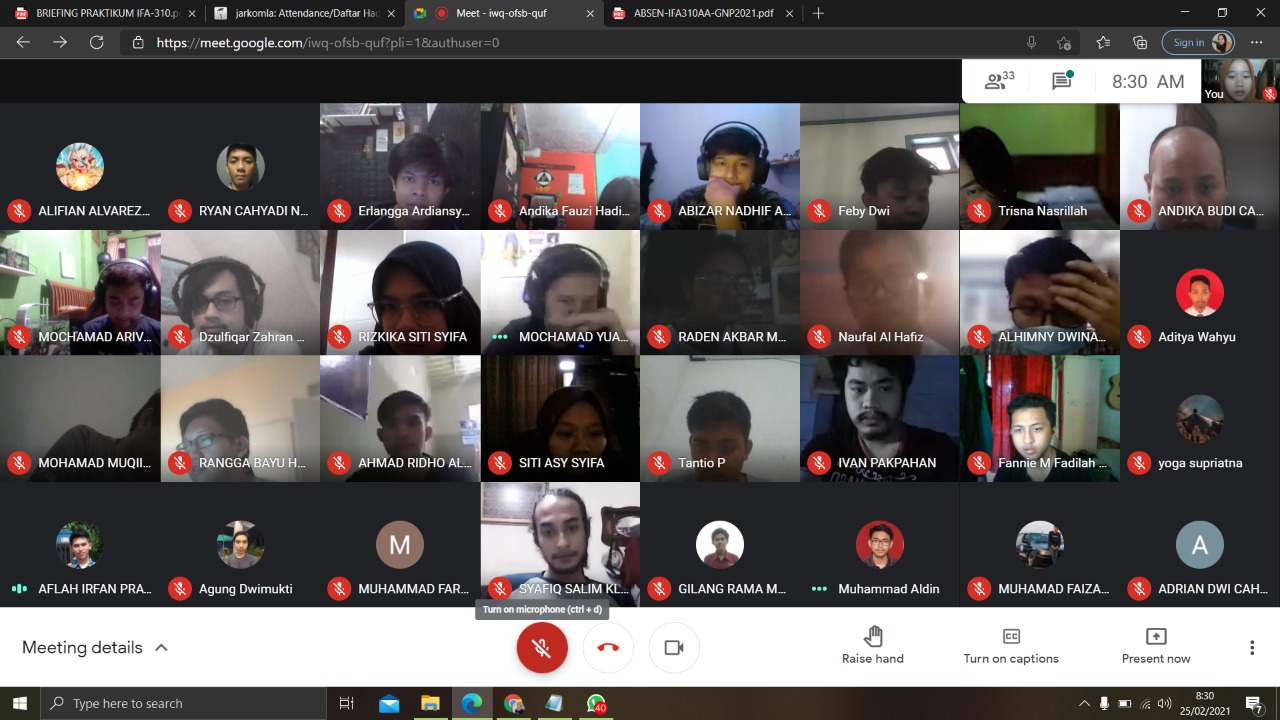 BRIEFING PRAKTIKUM IFA-310.p
jarkomla: Attendance/Daftar Had
Meet - iwq-ofsb-quf
ABSEN-IFA310AA-GNP2021.pdf
https://meet.google.com/iwq-ofsb-quf?pli=1&authuser=0
Sign in
33
8:30 AM
You
ALIFIAN ALVAREZ...
RYAN CAHYADI N...
Erlangga Ardiansy...
Andika Fauzi Hadi...
ABIZAR NADHIF A...
Feby Dwi
Trisna Nasrillah
ANDIKA BUDI CA...
MOCHAMAD ARIV...
Dzulfiqar Zahran ...
RIZKIKA SITI SYIFA
MOCHAMAD YUA...
RADEN AKBAR M...
Naufal Al Hafiz
ALHIMNY DWINA...
Aditya Wahyu
MOHAMAD MUQII...
RANGGA BAYU H...
AHMAD RIDHO AL...
SITI ASY SYIFA
Tantio P
IVAN PAKPAHAN
Fannie M Fadilah ...
yoga supriatna
M
A
AFLAH IRFAN PRA...
Agung Dwimukti
MUHAMMAD FAR...
SYAFIQ SALIM KL...
GILANG RAMA M...
Muhammad Aldin
MUHAMAD FAIZA...
ADRIAN DWI CAH...
Turn on microphone (ctrl + d)
Meeting details
Raise hand
Turn on captions
Present now
Type here to search
40
8:30
25/02/2021
7